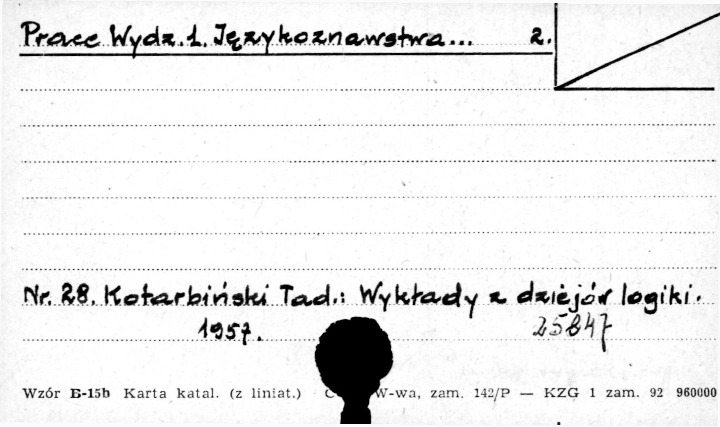 Prace Wydz. 1. Językoznawstwa... 2.
Nr. 28. Kotarbiński Tad.: Wykłady z dziejów logiki.
1957. 25847
Wzór B-15b Karta katal. (z liniat.) W-wa, zam. 142/P — KZG 1 zam. 92 960000